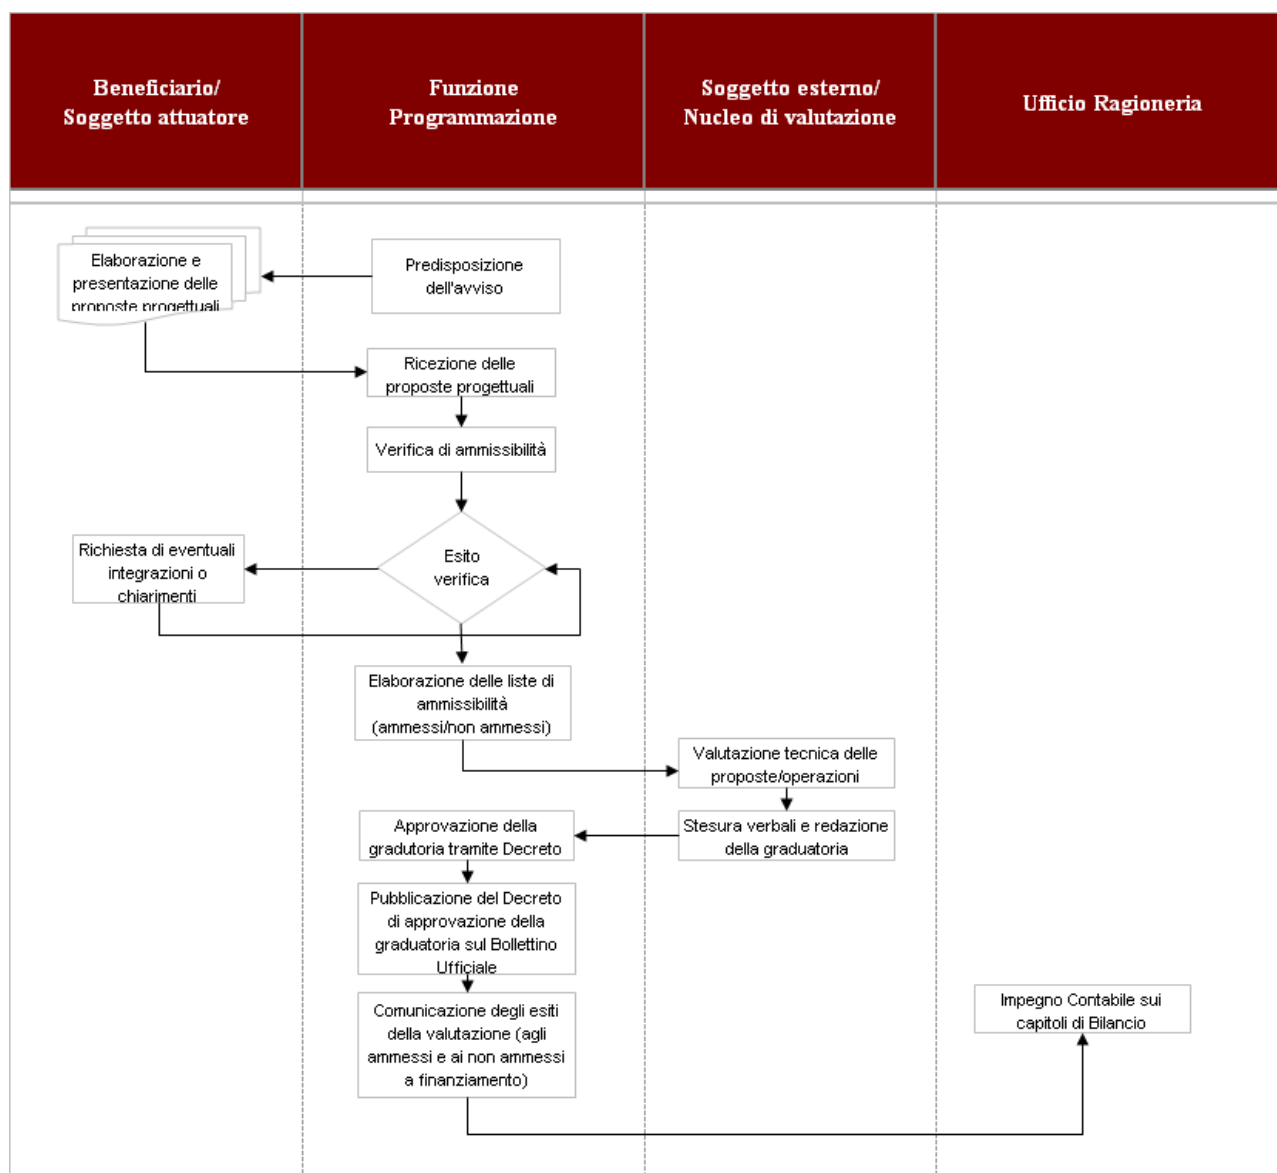 Beneficiario/
Soggetto attuatore
Funzione
Programmazione
Soggetto esterno/
Nucleo di valutazione
Ufficio Ragioneria
Elaborazione e
presentazione delle
proposte progettuali
Predisposizione
dell'avviso
Ricezione delle
proposte progettuali
Verifica di ammissibilità
Esito
verifica
Richiesta di eventuali
integrazioni o
chiarimenti
Elaborazione delle liste di
ammissibilità
(ammessi/non ammessi)
Valutazione tecnica delle
proposte/operazioni
Stesura verbali e redazione
della graduatoria
Approvazione della
gradutoria tramite Decreto
Pubblicazione del Decreto
di approvazione della
graduatoria sul Bollettino
Ufficiale
Comunicazione degli esiti
della valutazione (agli
ammessi e ai non ammessi
a finanziamento)
Impegno Contabile sui
capitoli di Bilancio